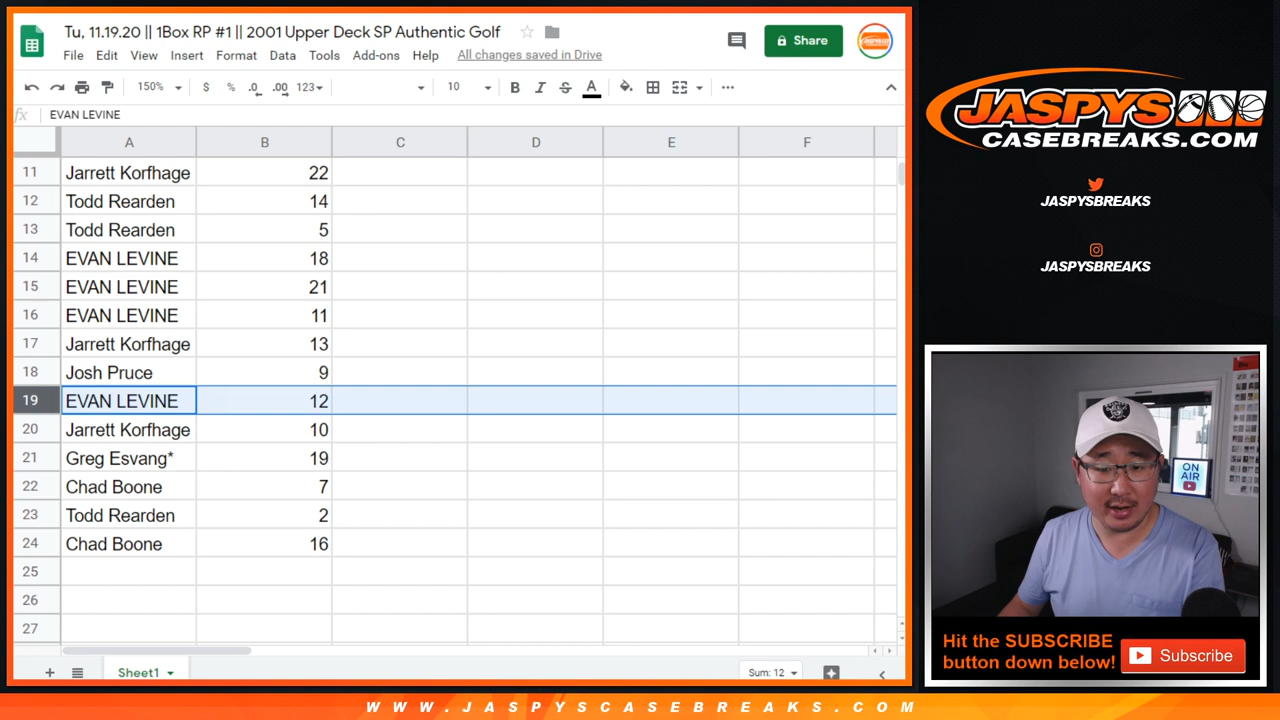 Tu, 11.19.20 || 1Box RP #1 || 2001 Upper Deck SP Authentic Golf
File Edit View Insert Format Data Tools Add-ons Help All changes saved in Drive
Share
150% $ % .0 .00 123 10 B I S A
fx EVAN LEVINE
A B C D E F
11 Jarrett Korfhage 22
12 Todd Rearden 14
13 Todd Rearden 5
14 EVAN LEVINE 18
15 EVAN LEVINE 21
16 EVAN LEVINE 11
17 Jarrett Korfhage 13
18 Josh Pruce 9
19 EVAN LEVINE 12
20 Jarrett Korfhage 10
21 Greg Esvang* 19
22 Chad Boone 7
23 Todd Rearden 2
24 Chad Boone 16
25
26
27
Sheet1
Sum: 12
JASPYS
CASEBREAKS.COM
JASPYSBREAKS
JASPYSBREAKS
ON
AIR
Hit the SUBSCRIBE
button down below!
Subscribe
WWW.JASPYSCASEBREAKS.COM